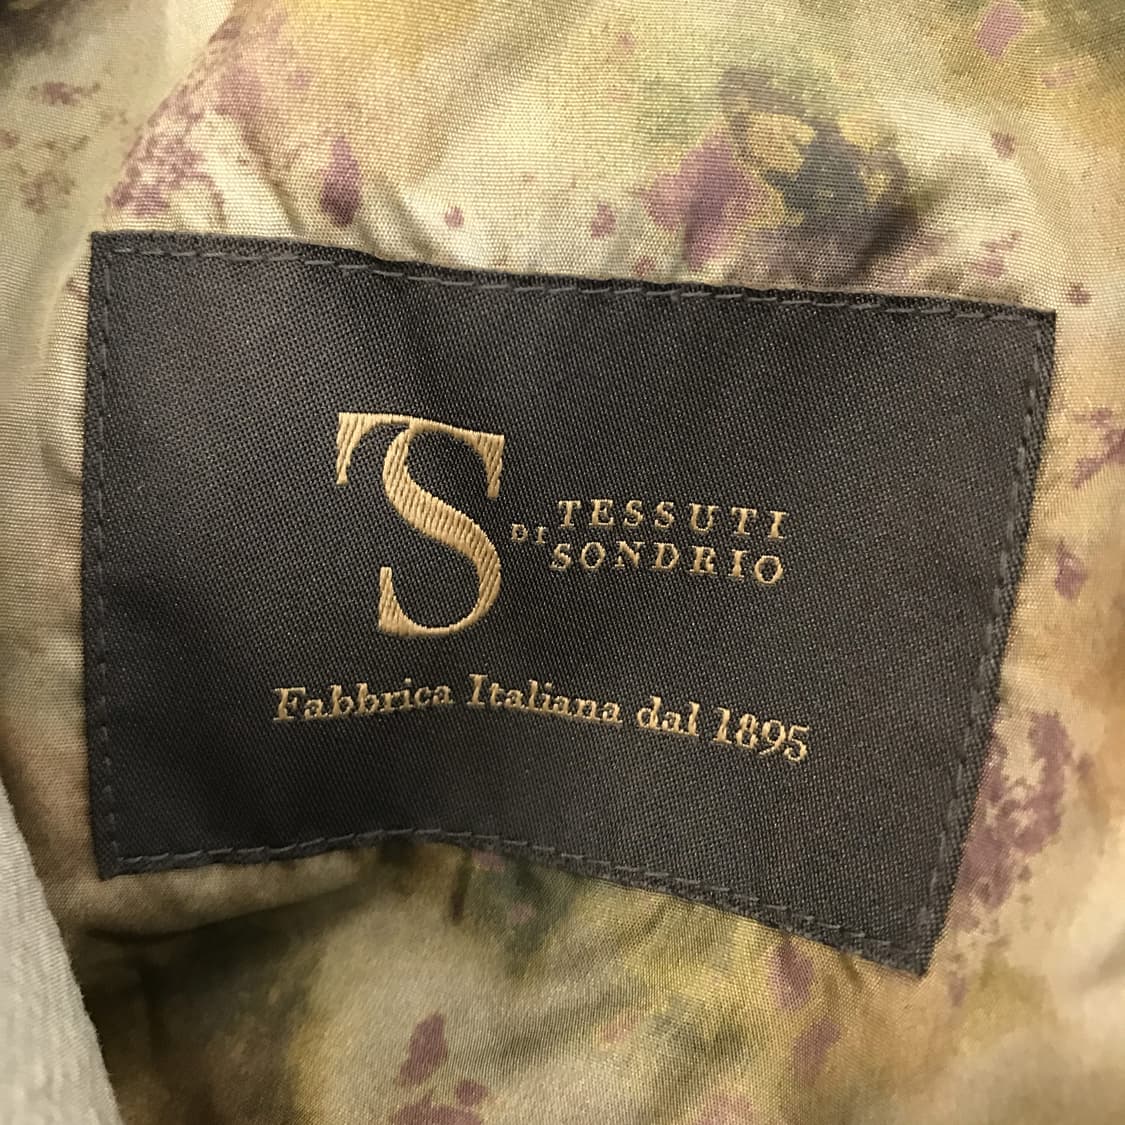 TS
TESSUTI
DI
SONDRIO
Fabbrica Italiana dal 1895